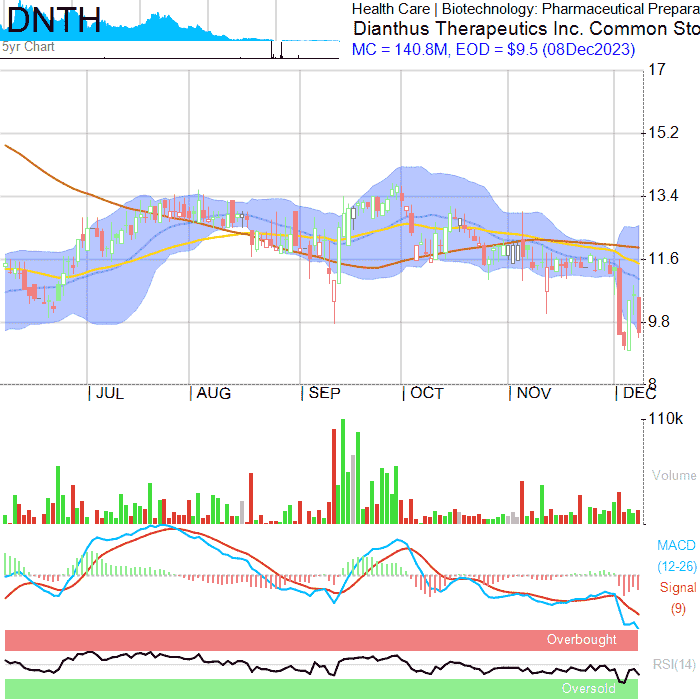 DNTH
5yr Chart
Health Care | Biotechnology: Pharmaceutical Prepara
Dianthus Therapeutics Inc. Common Sto
MC = 140.8M, EOD = $9.5 (08Dec2023)
17
15.2
13.4
11.6
9.8
8
| JUL | AUG | SEP | OCT | NOV | DEC
110k
Volume
MACD
(12-26)
Signal
(9)
Overbought
RSI(14)
Oversold